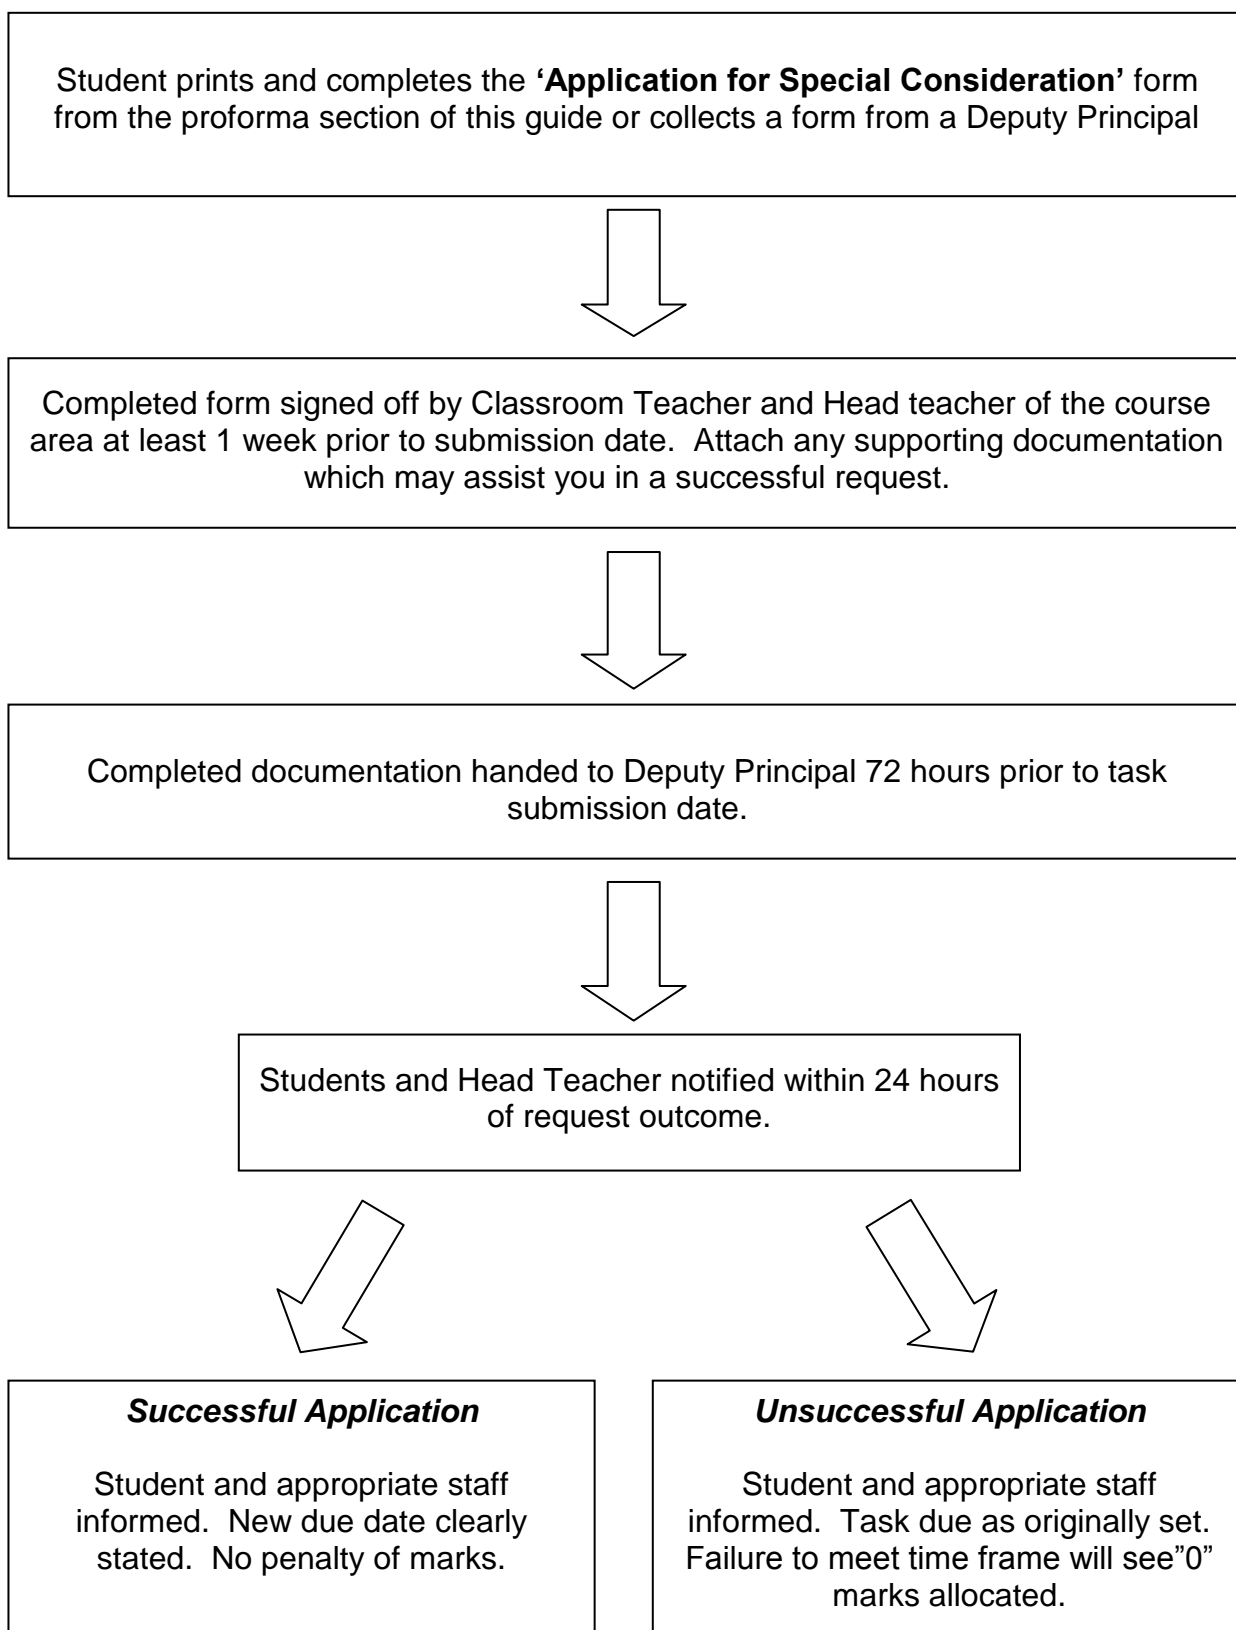 Student prints and completes the ‘Application for Special Consideration’ form
from the proforma section of this guide or collects a form from a Deputy Principal
Completed form signed off by Classroom Teacher and Head teacher of the course
area at least 1 week prior to submission date.  Attach any supporting documentation
which may assist you in a successful request.
Completed documentation handed to Deputy Principal 72 hours prior to task
submission date.
Students and Head Teacher notified within 24 hours
of request outcome.
Successful Application
Student and appropriate staff
informed.  New due date clearly
stated.  No penalty of marks.
Unsuccessful Application
Student and appropriate staff
informed.  Task due as originally set.
Failure to meet time frame will see”0”
marks allocated.